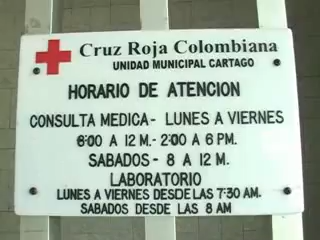 Cruz Roja Colombiana
UNIDAD MUNICIPAL CARTAGO
HORARIO DE ATENCION
CONSULTA MEDICA- LUNES A VIERNES
8:00 A 12 M.- 2:00 A 6 PM.
SABADOS - 8 A 12 M.
LABORATORIO
LUNES A VIERNES DESDE LAS 7:30 AM.
SABADOS DESDE LAS 8 AM